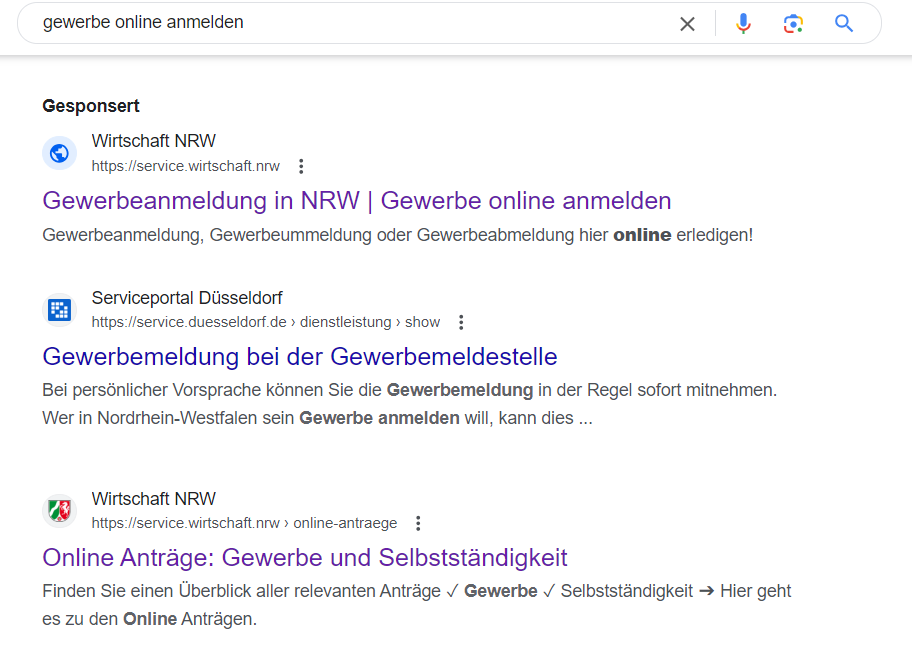 gewerbe online anmelden
Gesponsert
Wirtschaft NRW
https://service.wirtschaft.nrw
Gewerbeanmeldung in NRW | Gewerbe online anmelden
Gewerbeanmeldung, Gewerbeummeldung oder Gewerbeabmeldung hier online erledigen!
Serviceportal Düsseldorf
https://service.duesseldorf.de › dienstleistung › show
Gewerbemeldung bei der Gewerbemeldestelle
Bei persönlicher Vorsprache können Sie die Gewerbemeldung in der Regel sofort mitnehmen.
Wer in Nordrhein-Westfalen sein Gewerbe anmelden will, kann dies ...
Wirtschaft NRW
https://service.wirtschaft.nrw › online-antraege
Online Anträge: Gewerbe und Selbstständigkeit
Finden Sie einen Überblick aller relevanten Anträge ✓ Gewerbe ✓ Selbstständigkeit ➔ Hier geht
es zu den Online Anträgen.